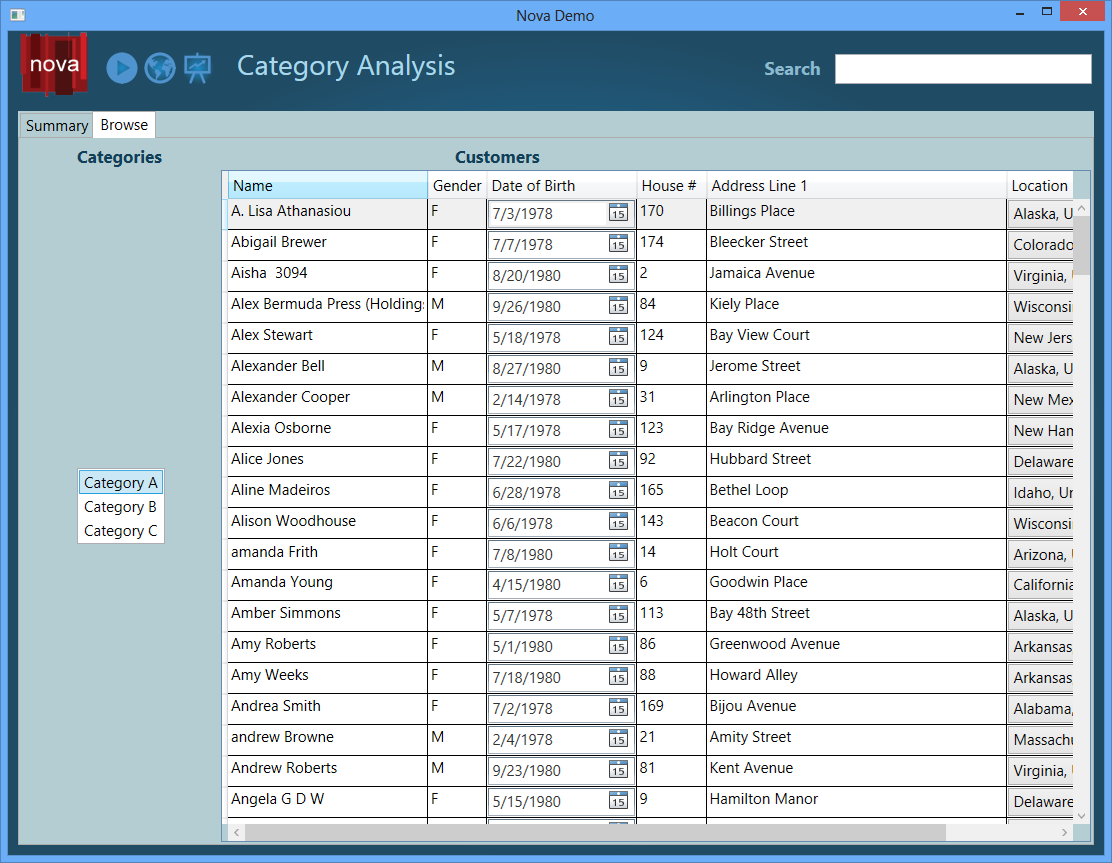 Nova Demo
nova Category Analysis Search
Summary Browse
Categories Customers
Name Gender Date of Birth House # Address Line 1 Location
A. Lisa Athanasiou F 7/3/1978 15 170 Billings Place Alaska, U
Abigail Brewer F 7/7/1978 15 174 Bleecker Street Colorado
Aisha 3094 F 8/20/1980 15 2 Jamaica Avenue Virginia,
Alex Bermuda Press (Holding: M 9/26/1980 15 84 Kiely Place Wisconsi
Alex Stewart F 5/18/1978 15 124 Bay View Court New Jers
Alexander Bell M 8/27/1980 15 9 Jerome Street Alaska, U
Alexander Cooper M 2/14/1978 15 31 Arlington Place New Mex
Alexia Osborne F 5/17/1978 15 123 Bay Ridge Avenue New Ham
Alice Jones F 7/22/1980 15 92 Hubbard Street Delaware
Category A
Aline Madeiros F 6/28/1978 15 165 Bethel Loop Idaho, Ur
Category B
Alison Woodhouse F 6/6/1978 15 143 Beacon Court Wisconsi
Category C
amanda Frith F 7/8/1980 15 14 Holt Court Arizona,
Amanda Young F 4/15/1980 15 6 Goodwin Place California
Amber Simmons F 5/7/1978 15 113 Bay 48th Street Alaska, U
Amy Roberts F 5/1/1980 15 86 Greenwood Avenue Arkansas
Amy Weeks F 7/18/1980 15 88 Howard Alley Arkansas
Andrea Smith F 7/2/1978 15 169 Bijou Avenue Alabama,
andrew Browne M 2/4/1978 15 21 Amity Street Massachu
Andrew Roberts M 9/23/1980 15 81 Kent Avenue Virginia,
Angela G D W F 5/15/1980 15 9 Hamilton Manor Delaware